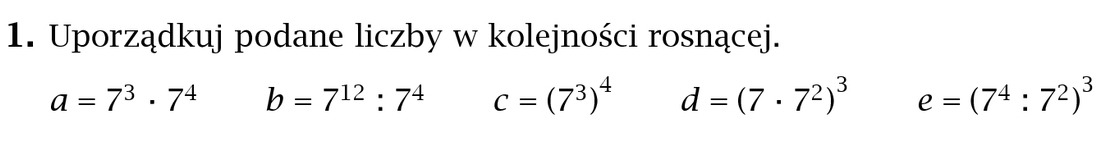 1. Uporządkuj podane liczby w kolejności rosnącej.
a = 7³ · 7⁴ b = 7¹² : 7⁴ c = (7³)⁴ d = (7 · 7²)³ e = (7⁴ : 7²)³